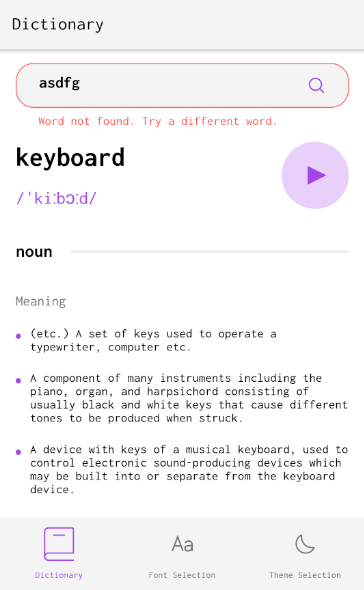 Dictionary
asdfg
Word not found. Try a different word.
keyboard
/ˈkiːbɔːd/
noun
Meaning
(etc.) A set of keys used to operate a
typewriter, computer etc.
A component of many instruments including the
piano, organ, and harpsichord consisting of
usually black and white keys that cause different
tones to be produced when struck.
A device with keys of a musical keyboard, used to
control electronic sound-producing devices which
may be built into or separate from the keyboard
device.
Aa
Dictionary
Font Selection
Theme Selection